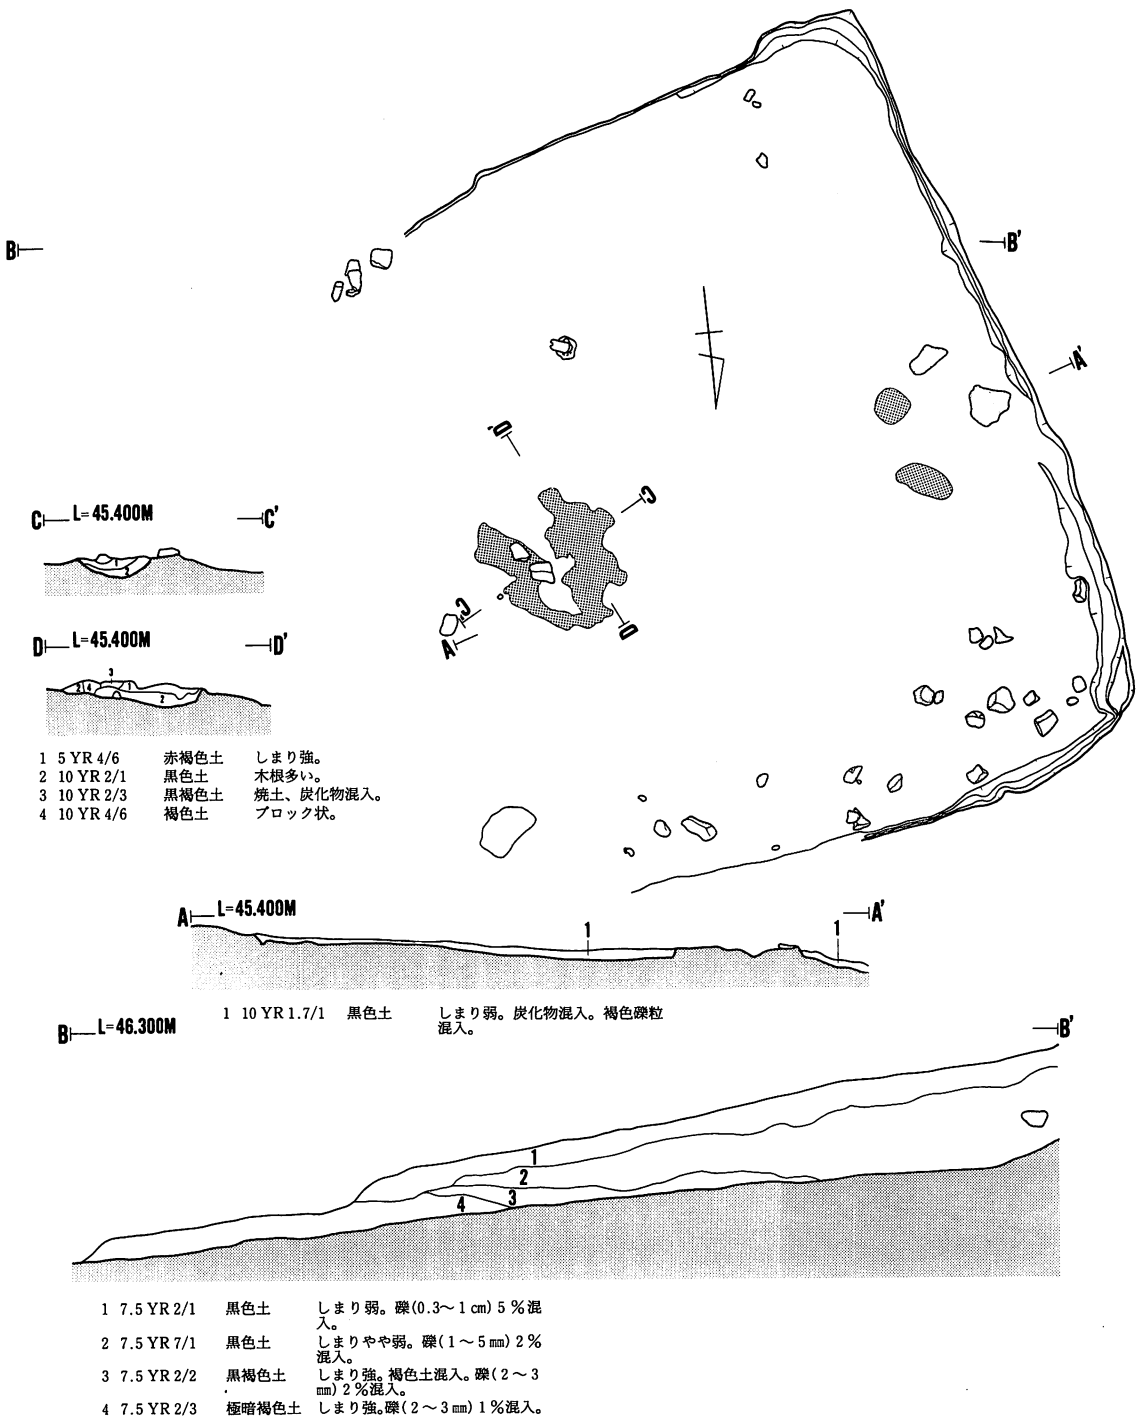 B
B'
A'
D'
C
C'
A
D
C L=45.400M C'
1
2
D L=45.400M D'
3
2 4 1
2
1 5 YR 4/6 赤褐色土 しまり強。
2 10 YR 2/1 黒色土 木根多い。
3 10 YR 2/3 黒褐色土 焼土、炭化物混入。
4 10 YR 4/6 褐色土 ブロック状。
A L=45.400M A'
1 1
1 10 YR 1.7/1 黒色土 しまり弱。炭化物混入。褐色礫粒
混入。
B L=46.300M B'
1
2
3
4
1 7.5 YR 2/1 黒色土 しまり弱。礫(0.3〜1㎝)5%混
入。
2 7.5 YR 7/1 黒色土 しまりやや弱。礫(1〜5㎜)2%
混入。
3 7.5 YR 2/2 黒褐色土 しまり強。褐色土混入。礫(2〜3
㎜)2%混入。
4 7.5 YR 2/3 極暗褐色土 しまり強。礫(2〜3㎜)1%混入。